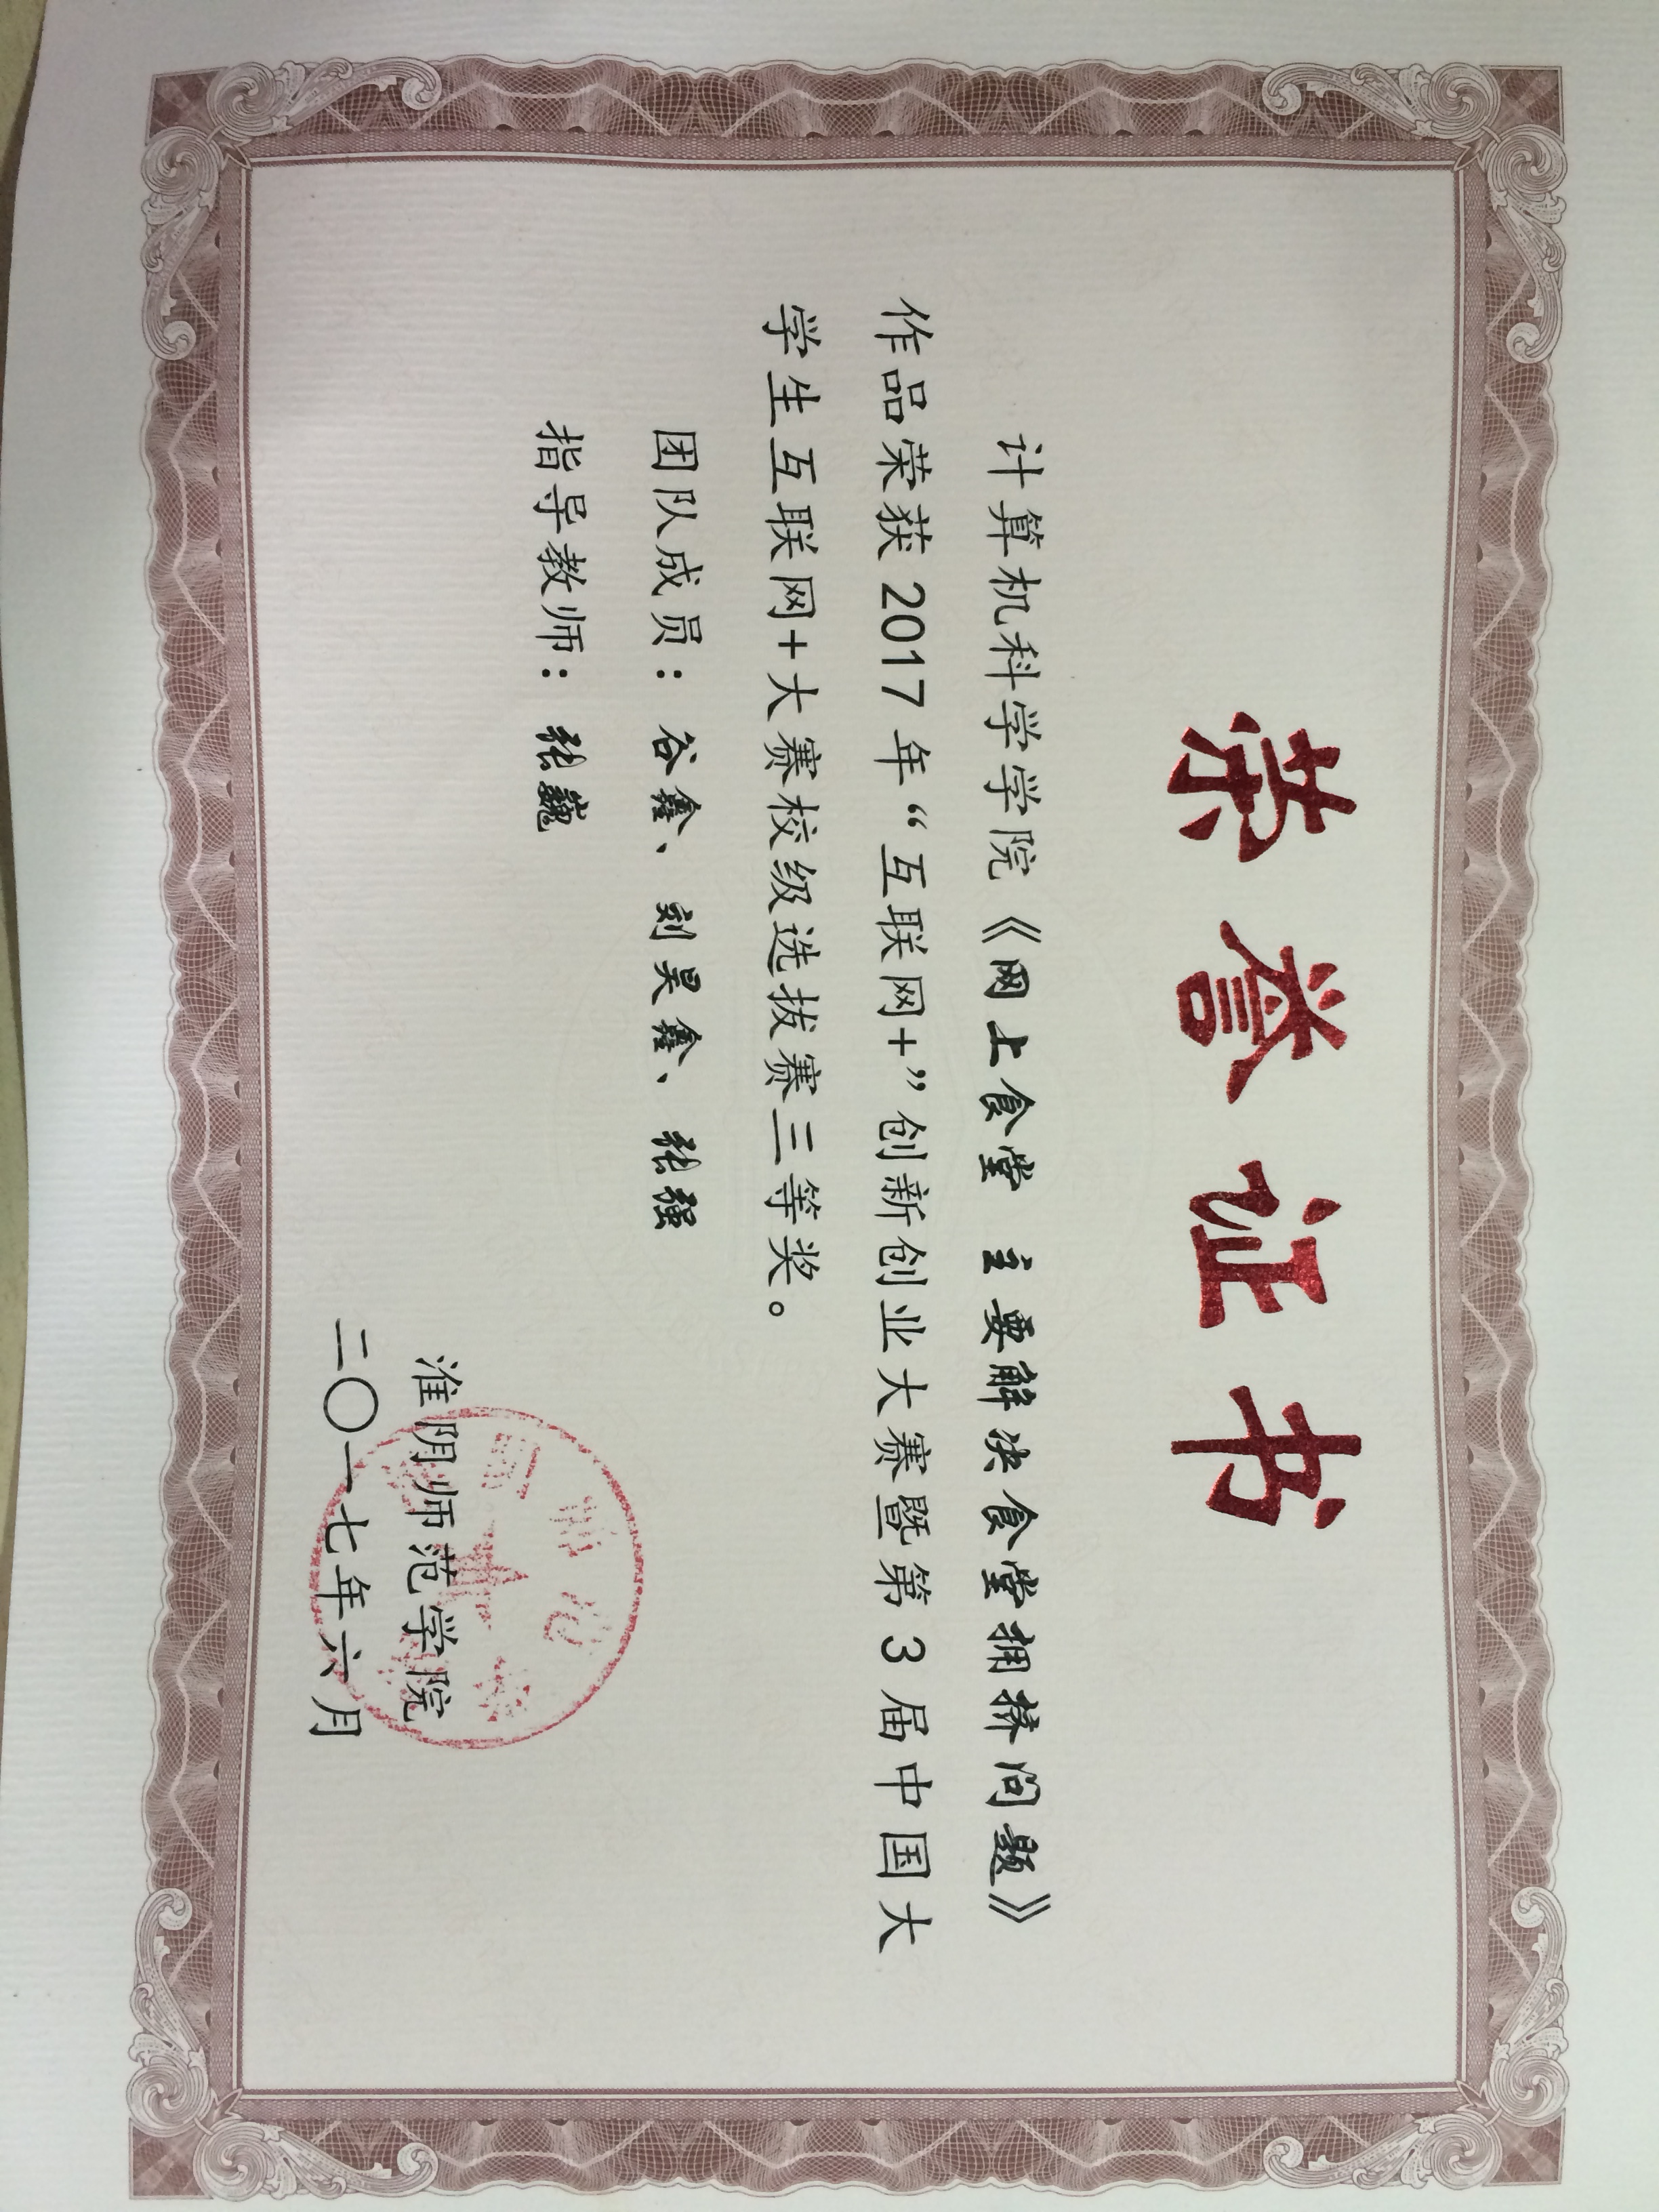 荣誉证书
计算机科学学院《网上食堂 主要解决食堂拥挤问题》
作品荣获 2017 年“互联网+”创新创业大赛暨第 3 届中国大
学生互联网+大赛校级选拔赛三等奖。
团队成员：谷鑫、刘昊鑫、张强
指导教师：张巍
师范
淮阴师范学院
二〇一七年六月